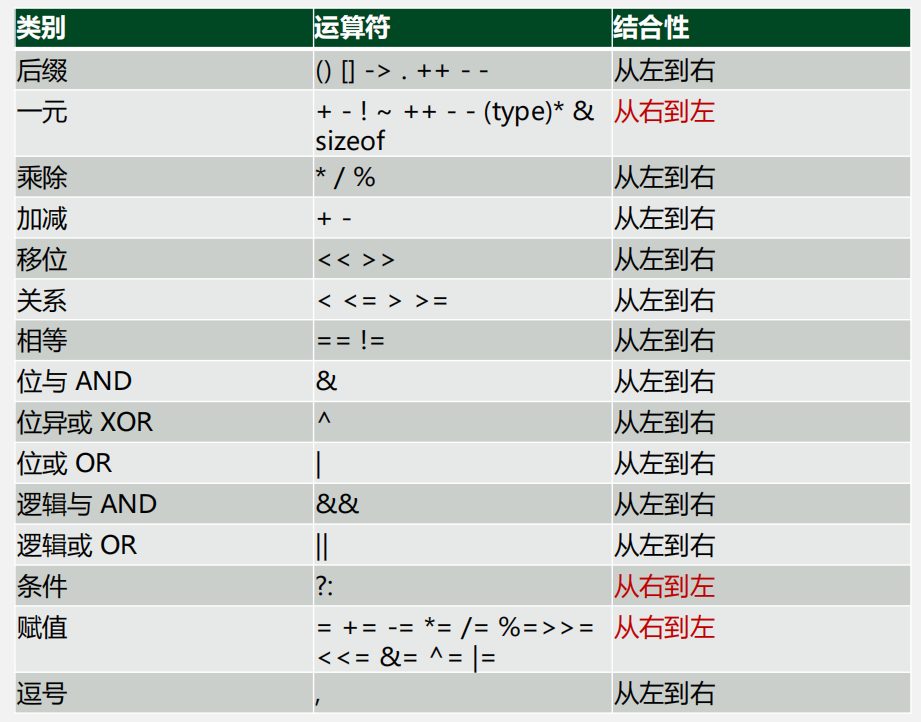 类别 运算符 结合性
后缀 () [] -> . ++ - - 从左到右
一元 + - ! ~ ++ - - (type)* & 从右到左
sizeof
乘除 * / % 从左到右
加减 + - 从左到右
移位 << >> 从左到右
关系 < <= > >= 从左到右
相等 == != 从左到右
位与 AND & 从左到右
位异或 XOR ^ 从左到右
位或 OR | 从左到右
逻辑与 AND && 从左到右
逻辑或 OR || 从左到右
条件 ?: 从右到左
赋值 = += -= *= /= %=>>= 从右到左
<<= &= ^= |=
逗号 , 从左到右